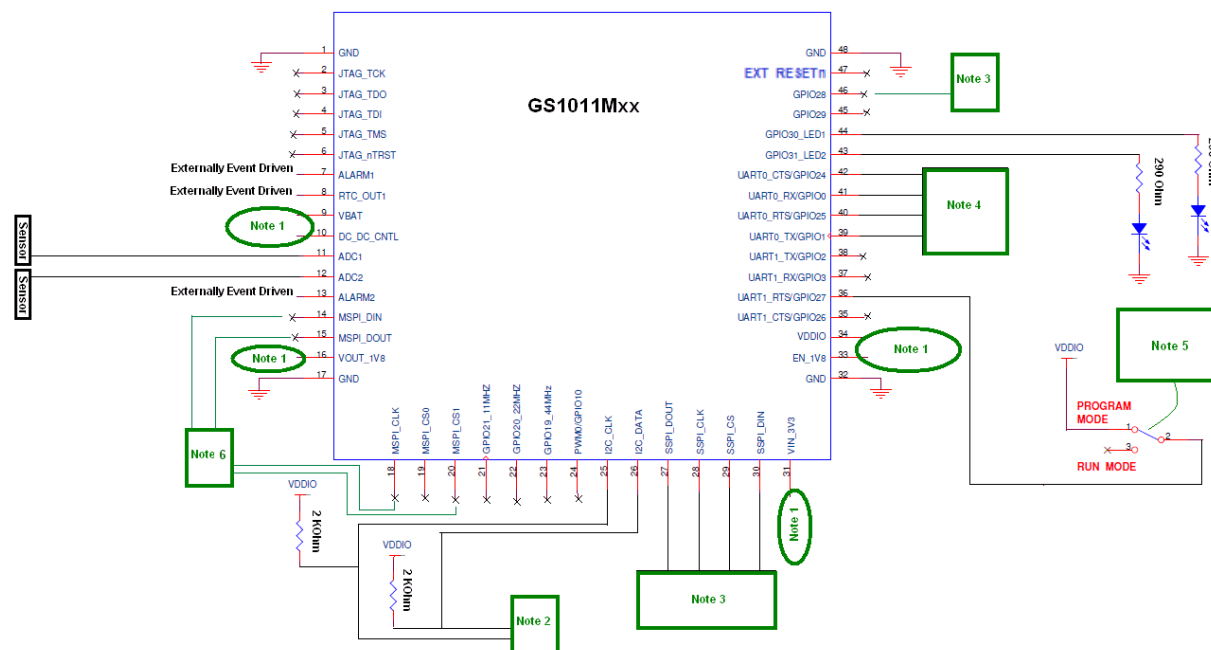 GS1011Mxx
1 GND
2 JTAG_TCK
3 JTAG_TDO
4 JTAG_TDI
5 JTAG_TMS
6 JTAG_nTRST
Externally Event Driven 7 ALARM1
Externally Event Driven 8 RTC_OUT1
Note 1
9 VBAT
10 DC_DC_CNTL
Sensor
11 ADC1
Sensor
12 ADC2
Externally Event Driven 13 ALARM2
14 MSPI_DIN
15 MSPI_DOUT
Note 1 16 VOUT_1V8
17 GND
GND 48
EXT RESETn 47
GPIO28 46
Note 3
GPIO29 45
GPIO30_LED1 44
GPIO31_LED2 43
UART0_CTS/GPIO24 42
UART0_RX/GPIO0 41
UART0_RTS/GPIO25 40
UART0_TX/GPIO1 39
Note 4
UART1_TX/GPIO2 38
UART1_RX/GPIO3 37
UART1_RTS/GPIO27 36
UART1_CTS/GPIO26 35
VDDIO 34
EN_1V8 33
Note 1
GND 32
290 Ohm
Ohm
Note 5
VDDIO
PROGRAM
MODE
1
2
3
RUN MODE
MSPI_CLK 18
MSPI_CS0 19
MSPI_CS1 20
GPIO21_11MHZ 21
GPIO20_22MHZ 22
GPIO19_44MHz 23
PWM0/GPIO10 24
I2C_CLK 25
I2C_DATA 26
SSPI_DOUT 27
SSPI_CLK 28
SSPI_CS 29
SSPI_DIN 30
VIN_3V3 31
Note 6
VDDIO
2 KOhm
VDDIO
2 KOhm
Note 2
Note 3
Note 1